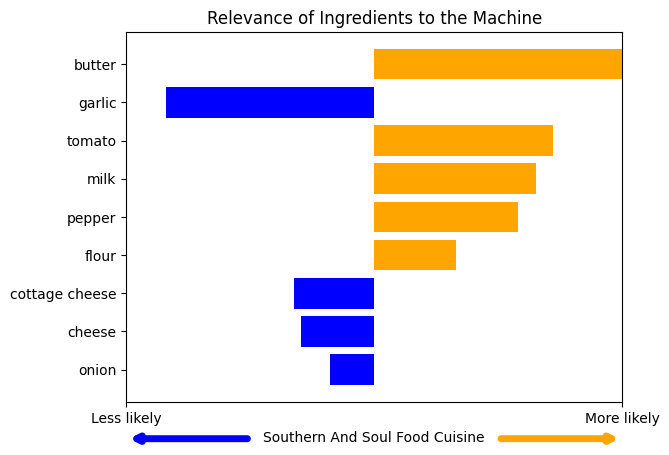 Relevance of Ingredients to the Machine
butter
garlic
tomato
milk
pepper
flour
cottage cheese
cheese
onion
Less likely More likely
Southern And Soul Food Cuisine